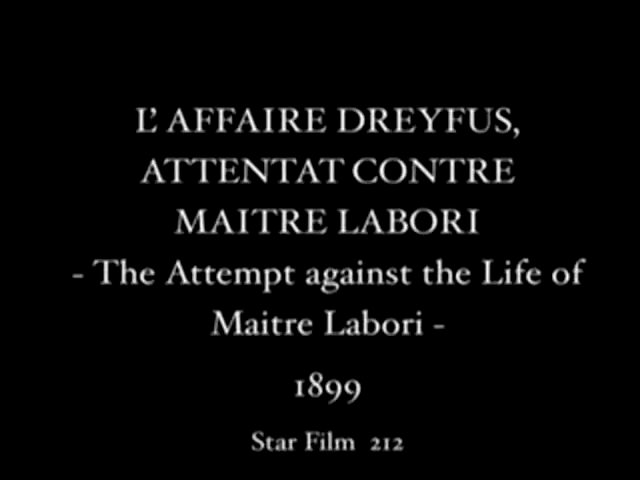 L' AFFAIRE DREYFUS,
ATTENTAT CONTRE
MAITRE LABORI
- The Attempt against the Life of
Maitre Labori -
1899
Star Film 212